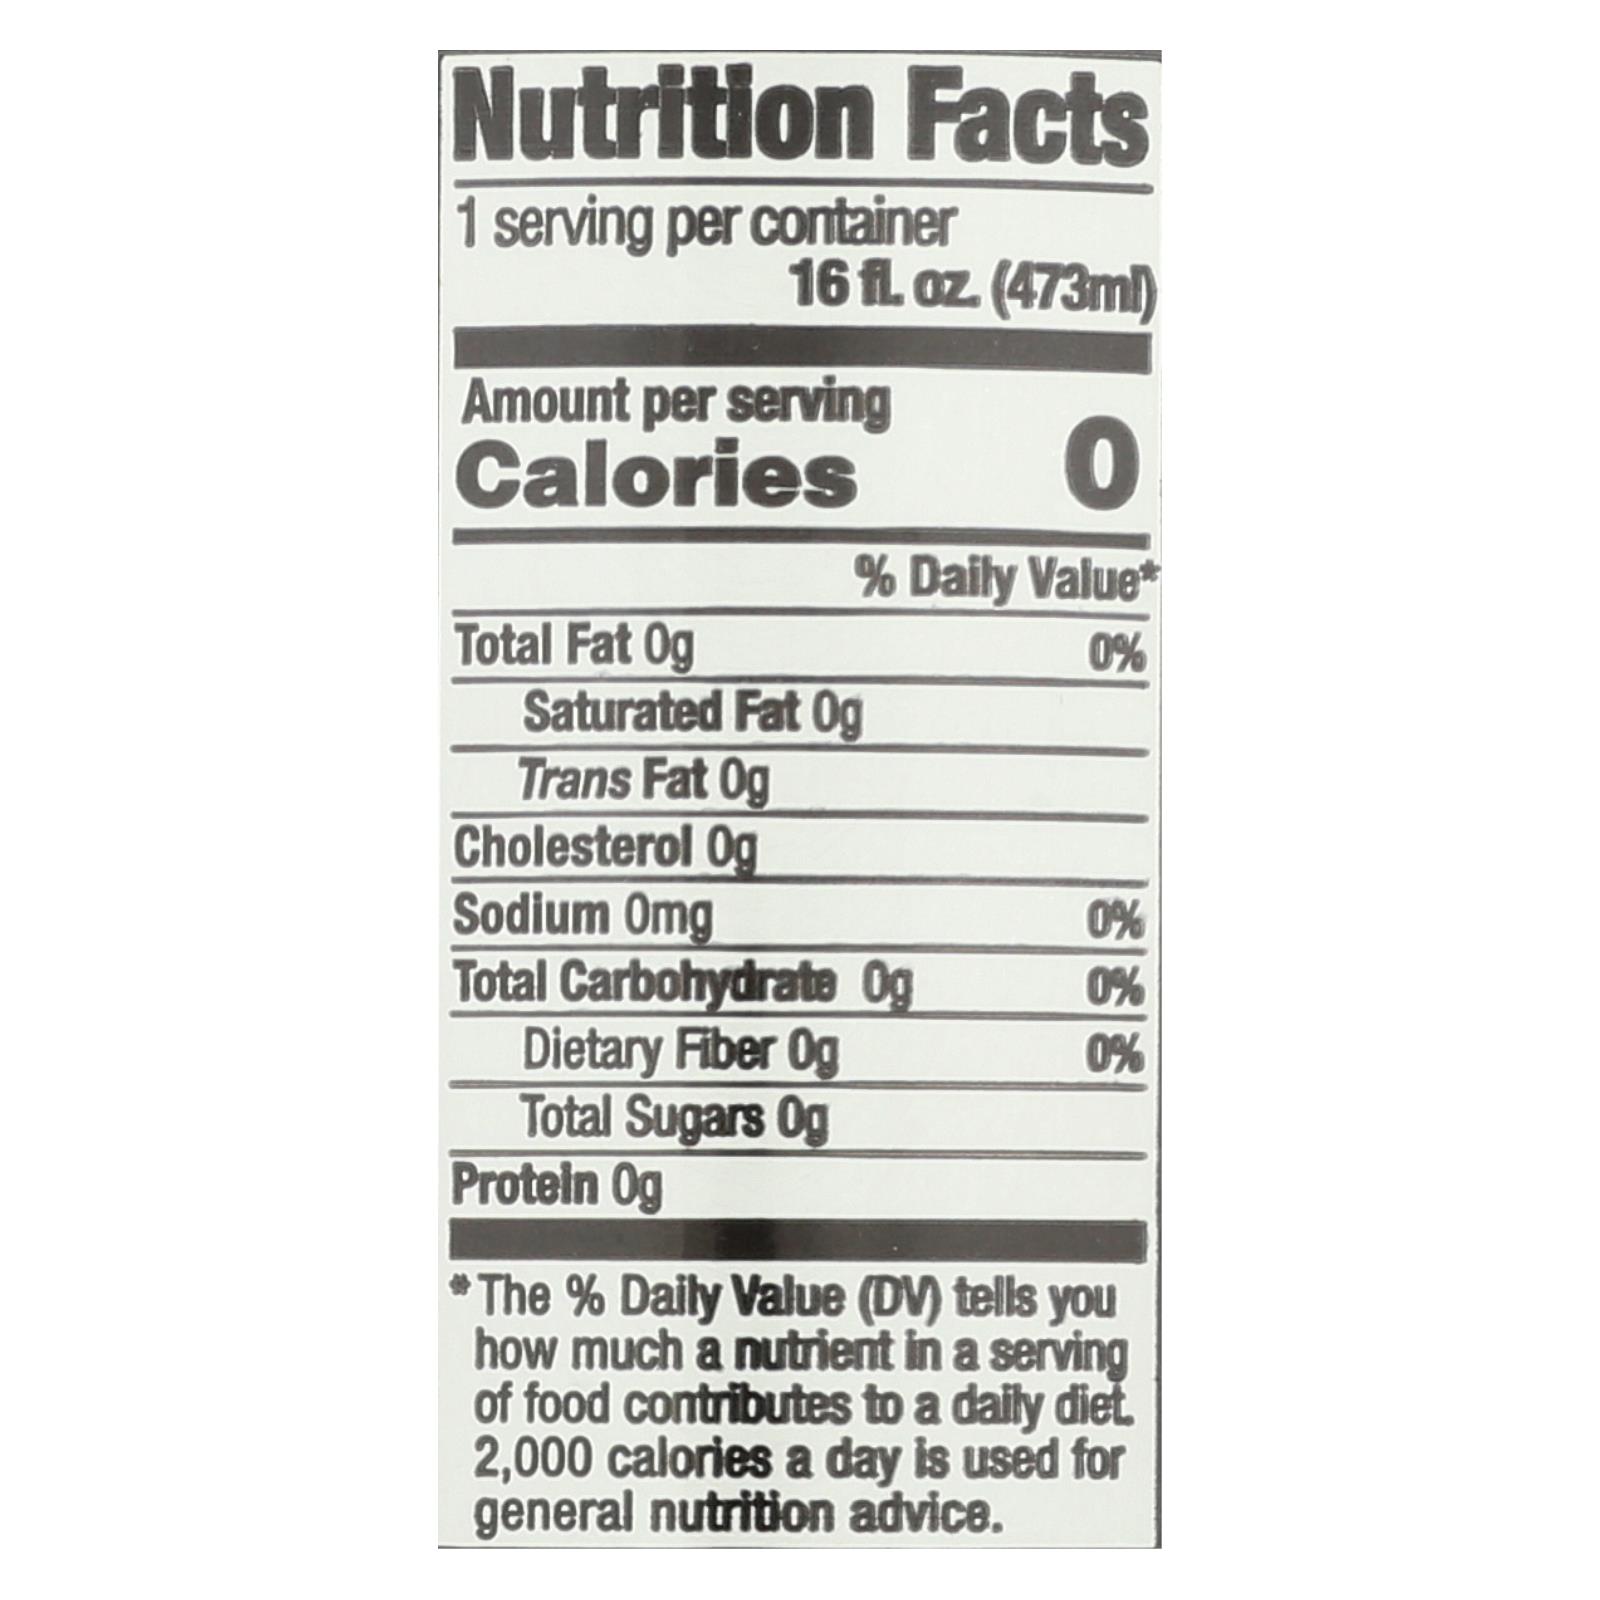 Nutrition Facts
1 serving per container
16 fl. oz. (473ml)
Amount per serving
Calories 0
% Daily Value*
Total Fat 0g 0%
Saturated Fat 0g
Trans Fat 0g
Cholesterol 0g
Sodium 0mg 0%
Total Carbohydrate 0g 0%
Dietary Fiber 0g 0%
Total Sugars 0g
Protein 0g
* The % Daily Value (DV) tells you
how much a nutrient in a serving
of food contributes to a daily diet.
2,000 calories a day is used for
general nutrition advice.